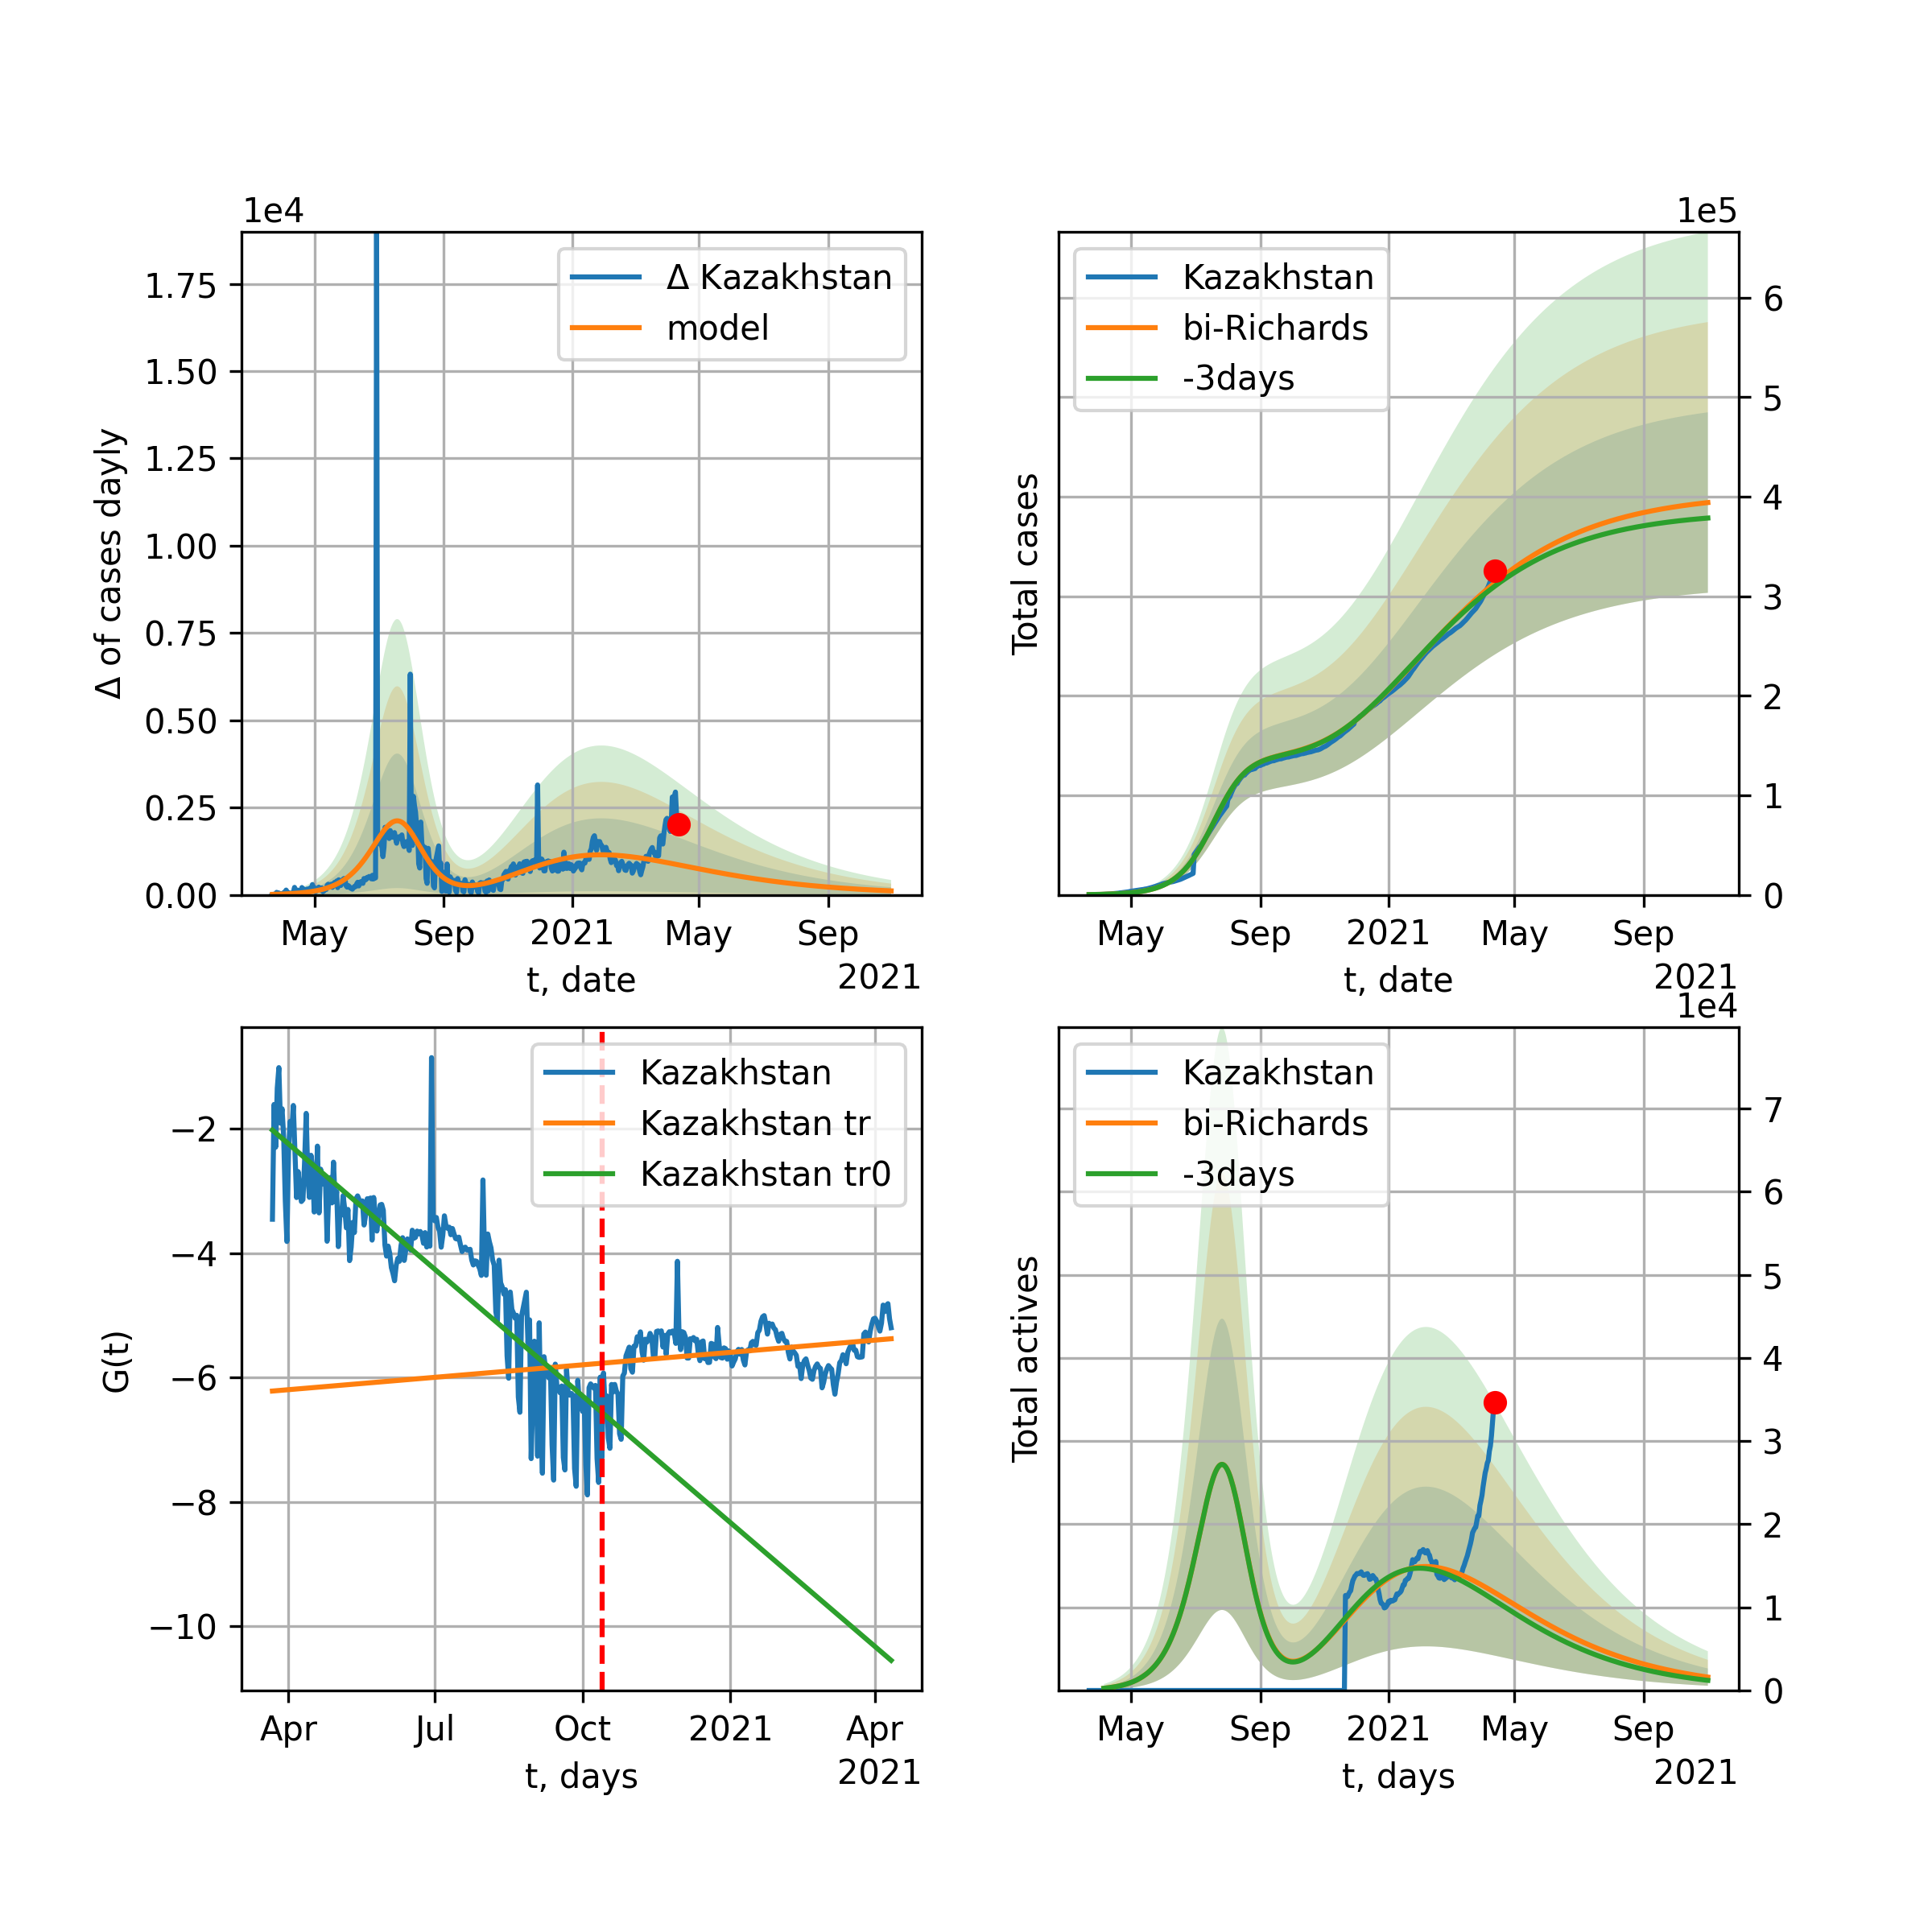 1e4
Δ of cases dayly
1.75
1.50
1.25
1.00
0.75
0.50
0.25
0.00
Δ Kazakhstan
model
May Sep 2021 May Sep
t, date
2021
1e5
Total cases
Kazakhstan
bi-Richards
-3days
6
5
4
3
2
1
0
May Sep 2021 May Sep
t, date
2021
G(t)
−2
−4
−6
−8
−10
Kazakhstan
Kazakhstan tr
Kazakhstan tr0
Apr Jul Oct 2021 Apr
t, days
2021
1e4
Total actives
Kazakhstan
bi-Richards
-3days
7
6
5
4
3
2
1
0
May Sep 2021 May Sep
t, days
2021